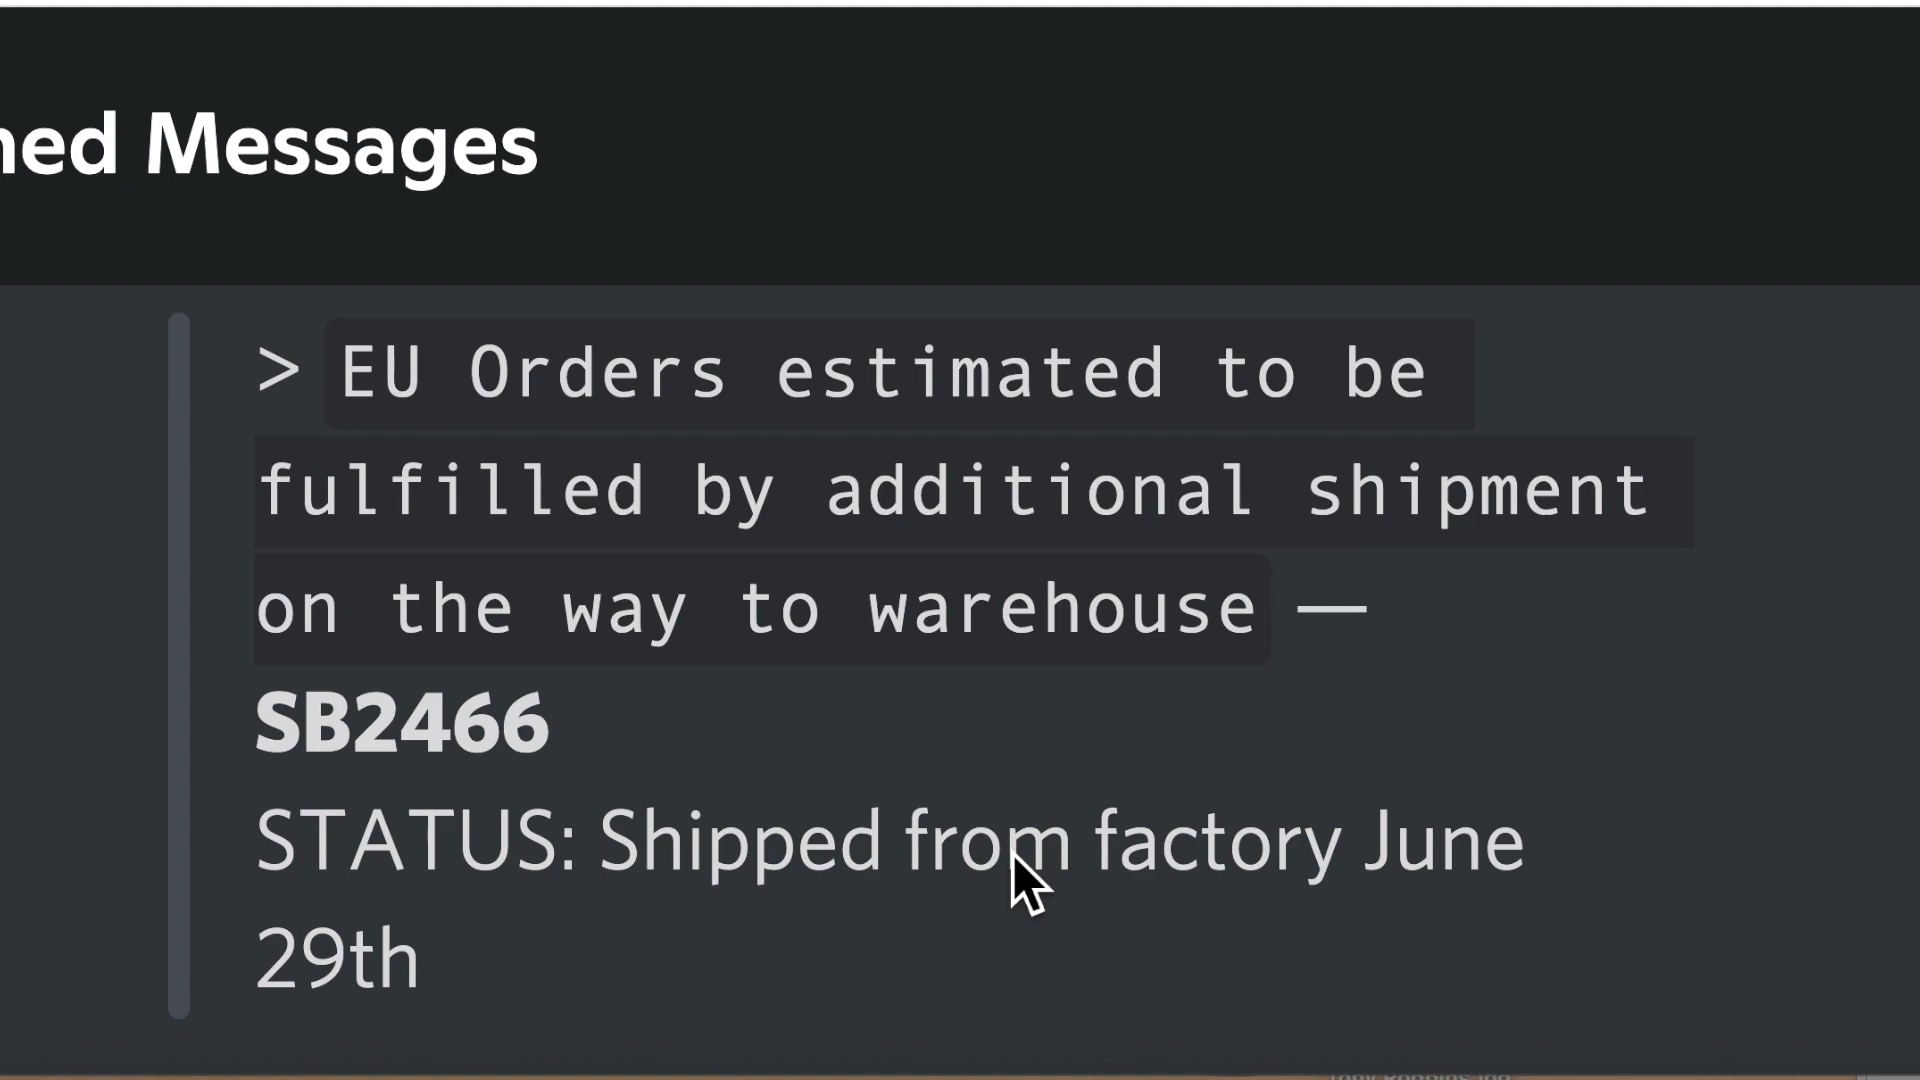 ned Messages
> EU Orders estimated to be
fulfilled by additional shipment
on the way to warehouse —
SB2466
STATUS: Shipped from factory June
29th